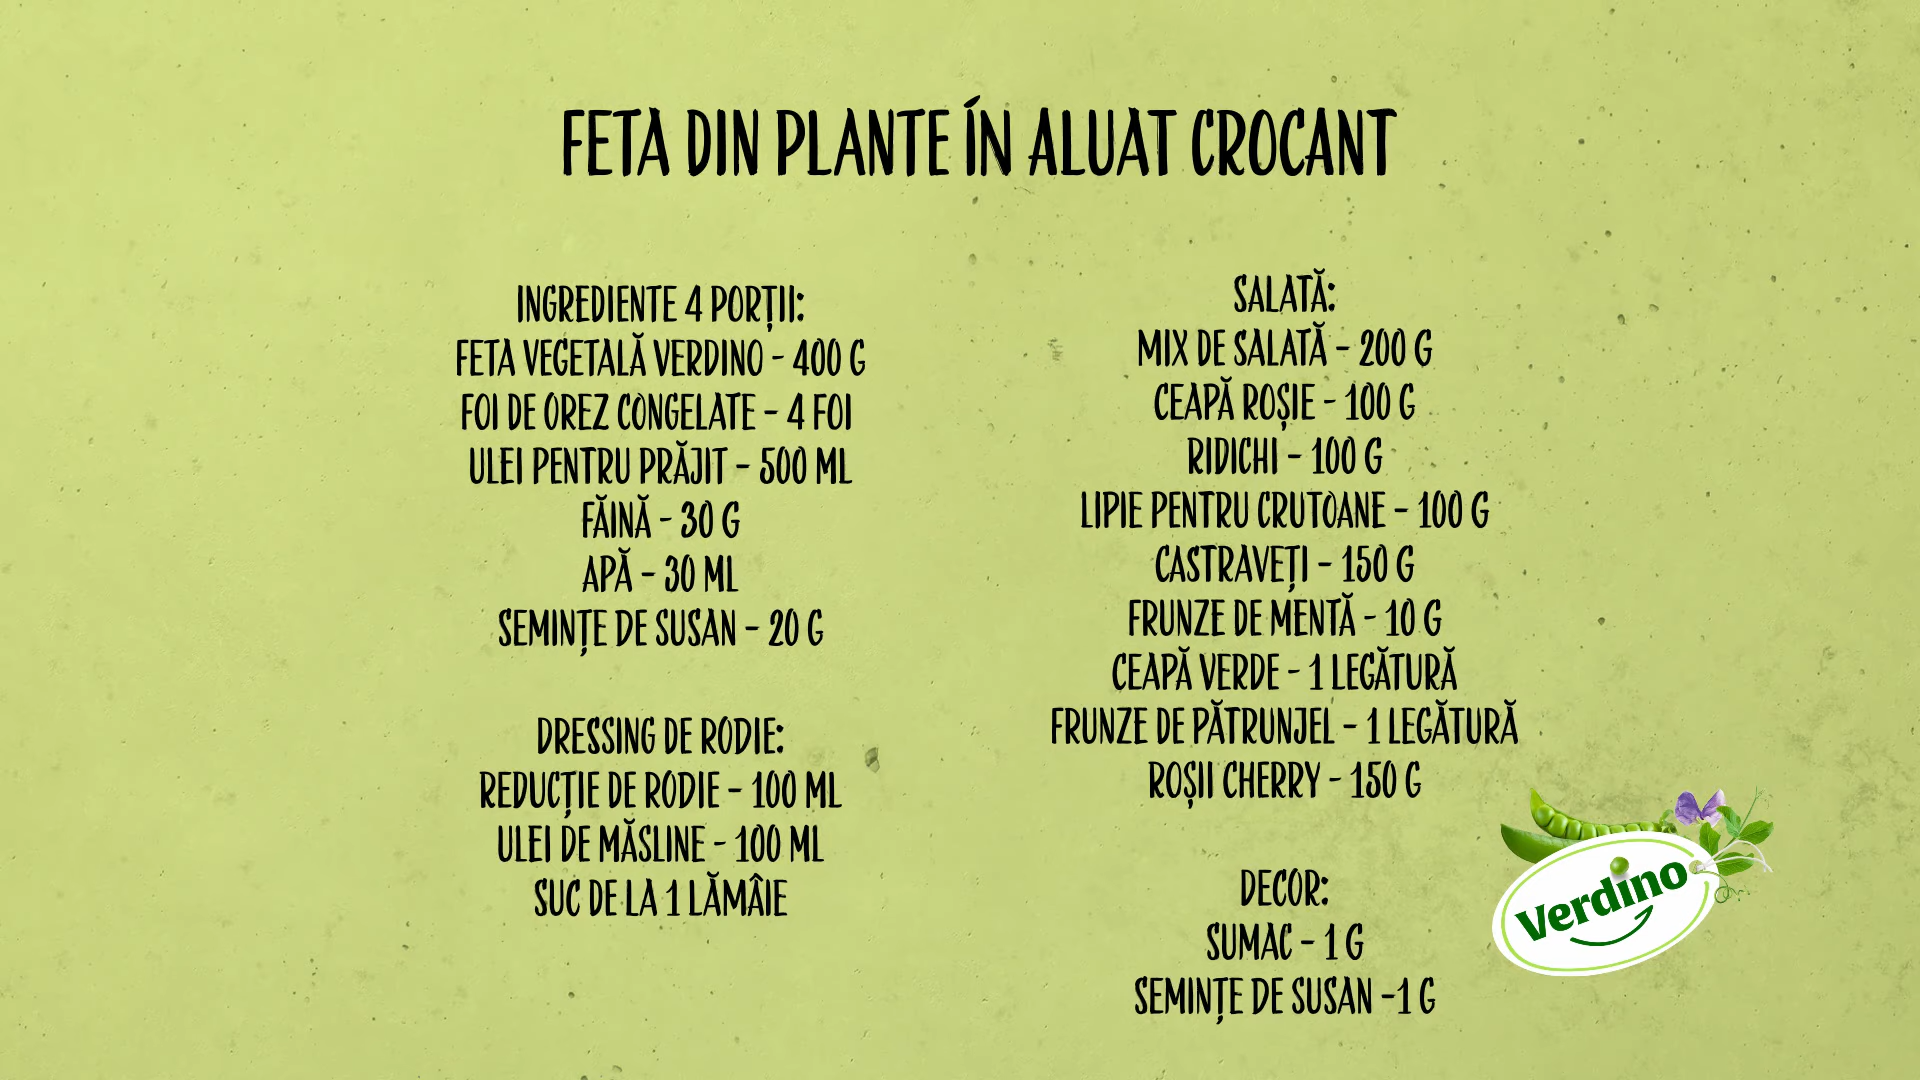 FETA DIN PLANTE ÎN ALUAT CROCANT
INGREDIENTE 4 PORȚII:
FETA VEGETALĂ VERDINO - 400 G
FOI DE OREZ CONGELATE - 4 FOI
ULEI PENTRU PRĂJIT - 500 ML
FĂINĂ - 30 G
APĂ - 30 ML
SEMINȚE DE SUSAN - 20 G
DRESSING DE RODIE:
REDUCȚIE DE RODIE - 100 ML
ULEI DE MĂSLINE - 100 ML
SUC DE LA 1 LĂMÂIE
SALATĂ:
MIX DE SALATĂ - 200 G
CEAPĂ ROȘIE - 100 G
RIDICHI - 100 G
LIPIE PENTRU CRUTOANE - 100 G
CASTRAVEȚI - 150 G
FRUNZE DE MENTĂ - 10 G
CEAPĂ VERDE - 1 LEGĂTURĂ
FRUNZE DE PĂTRUNJEL - 1 LEGĂTURĂ
ROȘII CHERRY - 150 G
DECOR:
SUMAC - 1 G
SEMINȚE DE SUSAN -1 G
Verdino